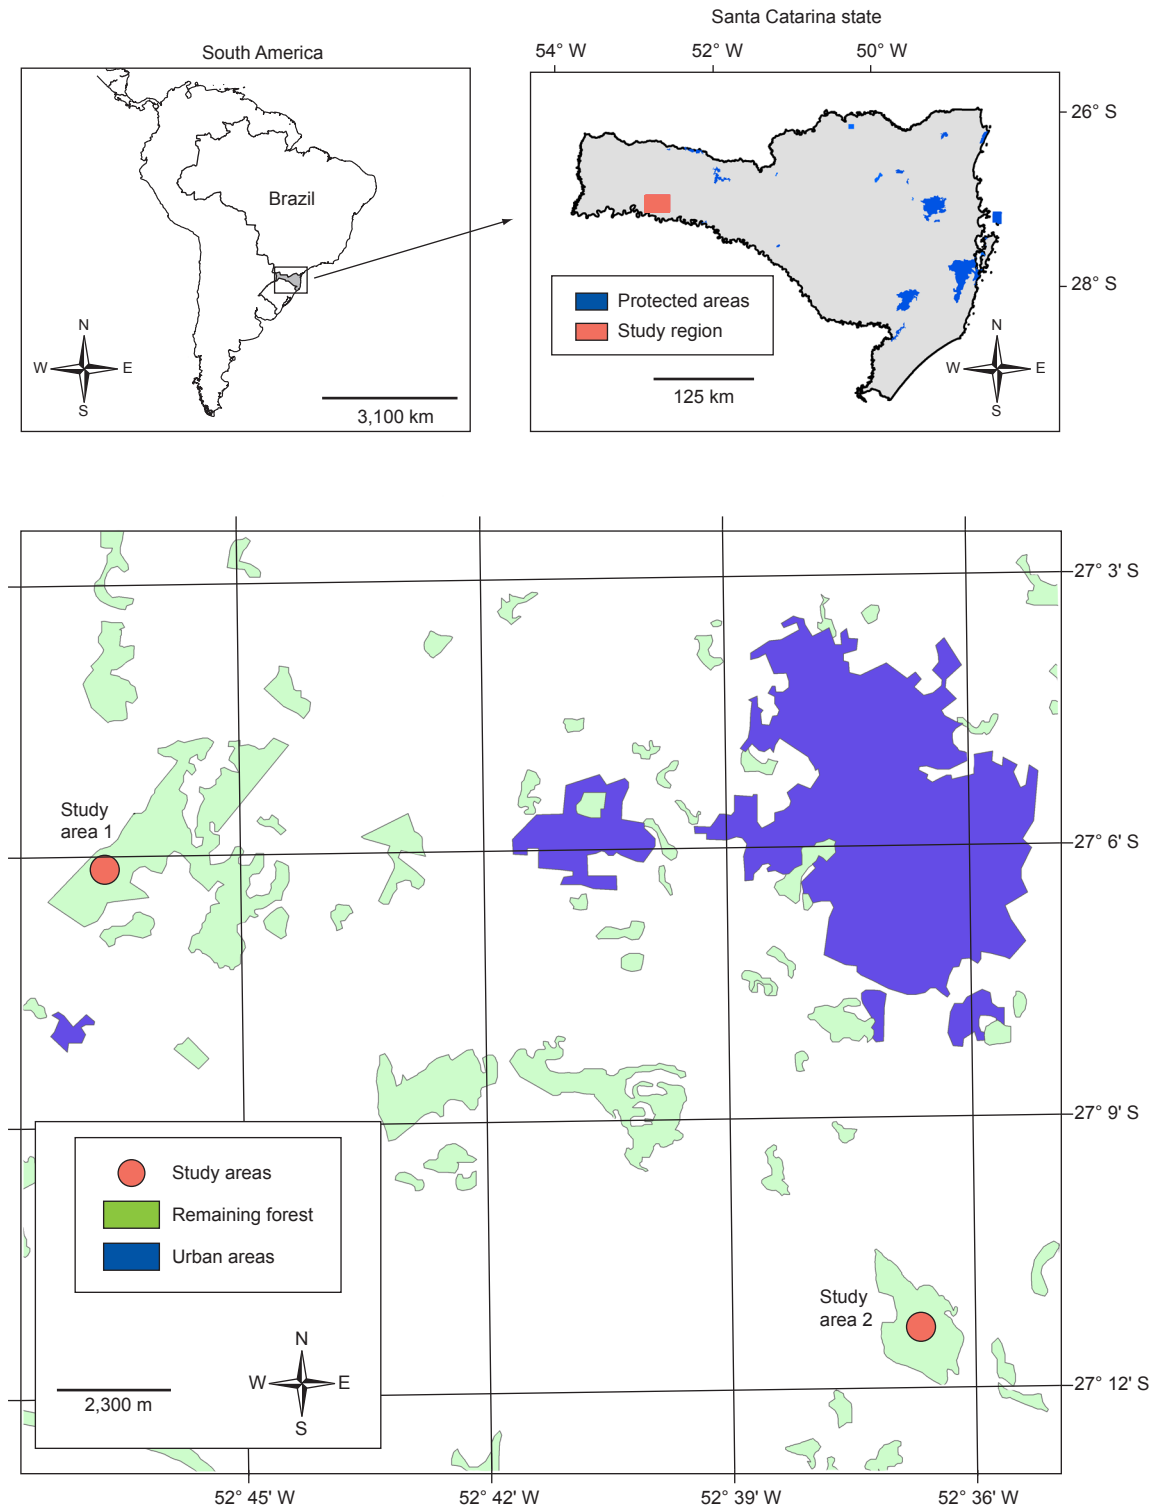 South America
Brazil
N
W E
S
3,100 km
Santa Catarina state
54° W 52° W 50° W
26° S
28° S
Protected areas
Study region
125 km
N
W E
S
27° 3' S
27° 6' S
27° 9' S
27° 12' S
Study
area 1
Study
area 2
Study areas
Remaining forest
Urban areas
N
W E
S
2,300 m
52° 45' W 52° 42' W 52° 39' W 52° 36' W